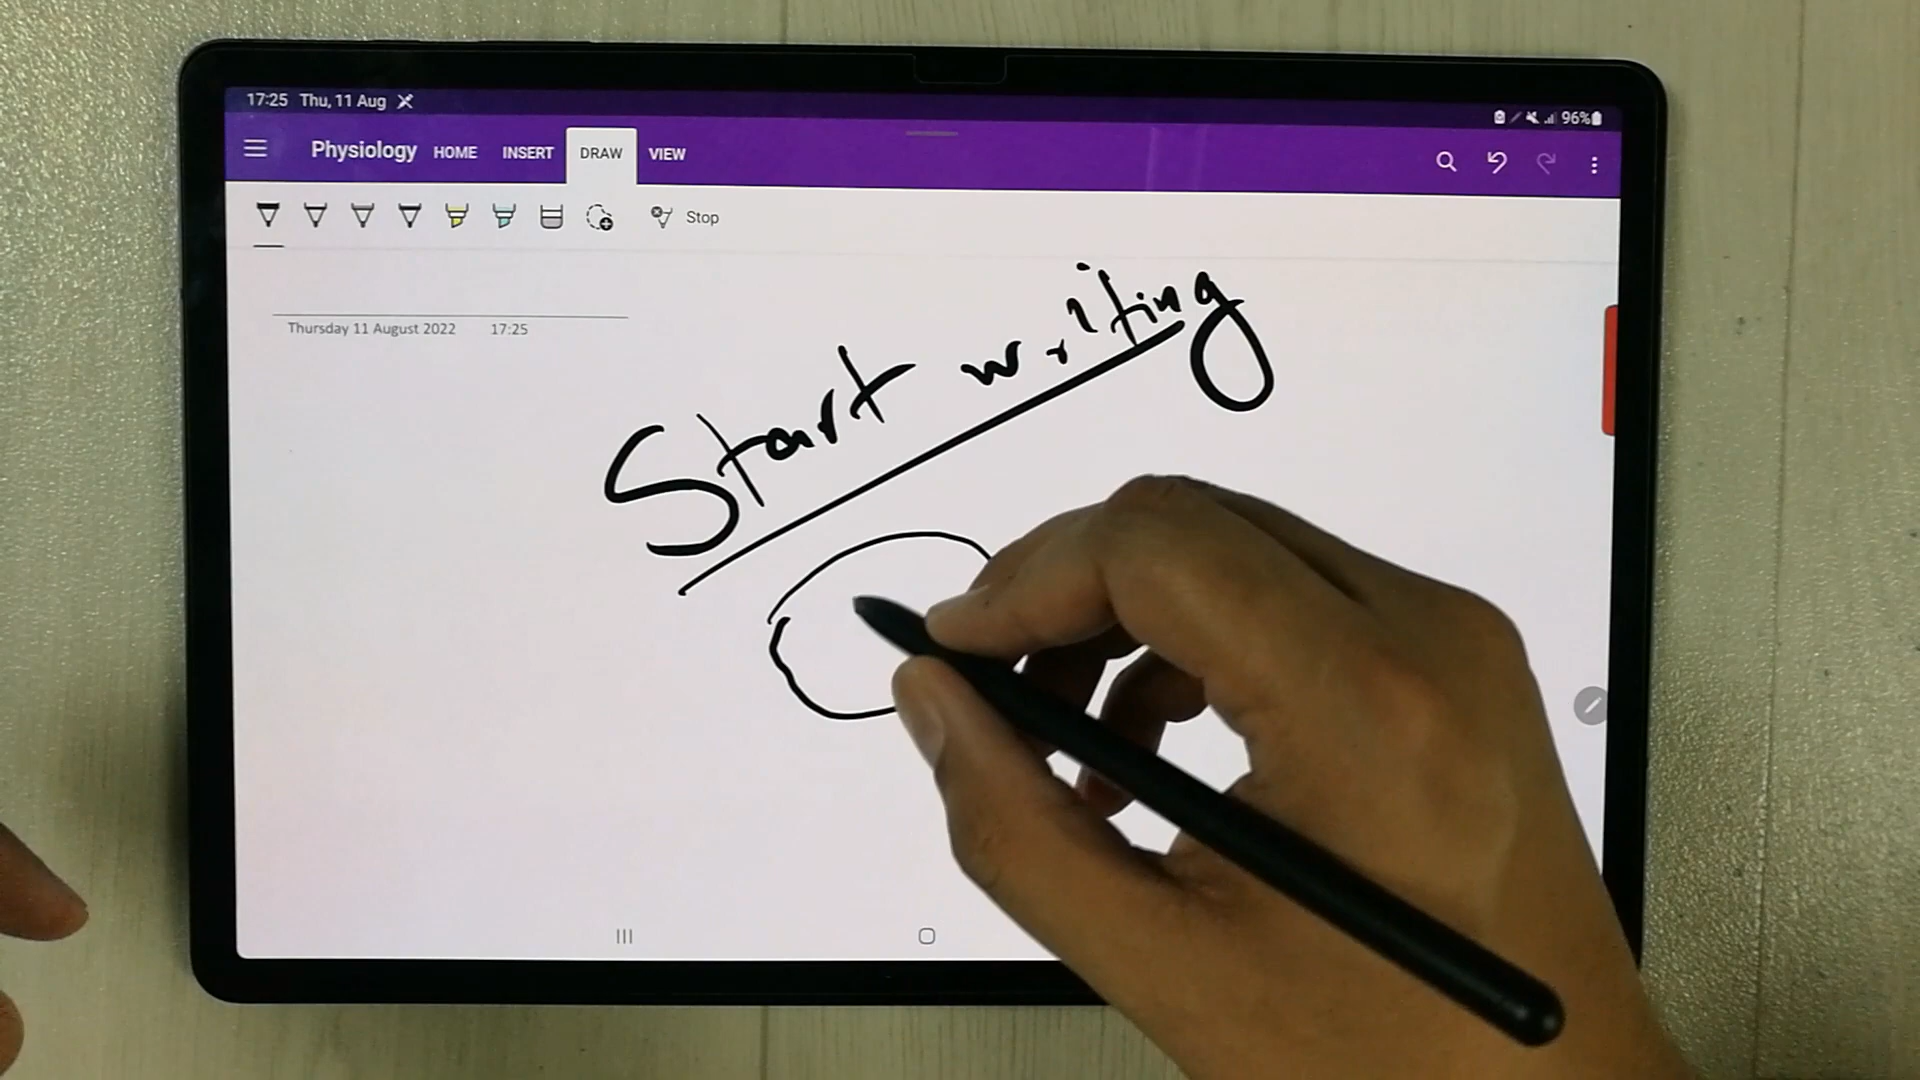 17:25 Thu, 11 Aug 96%
Physiology HOME INSERT DRAW VIEW
Stop
Thursday 11 August 2022 17:25
Start writing